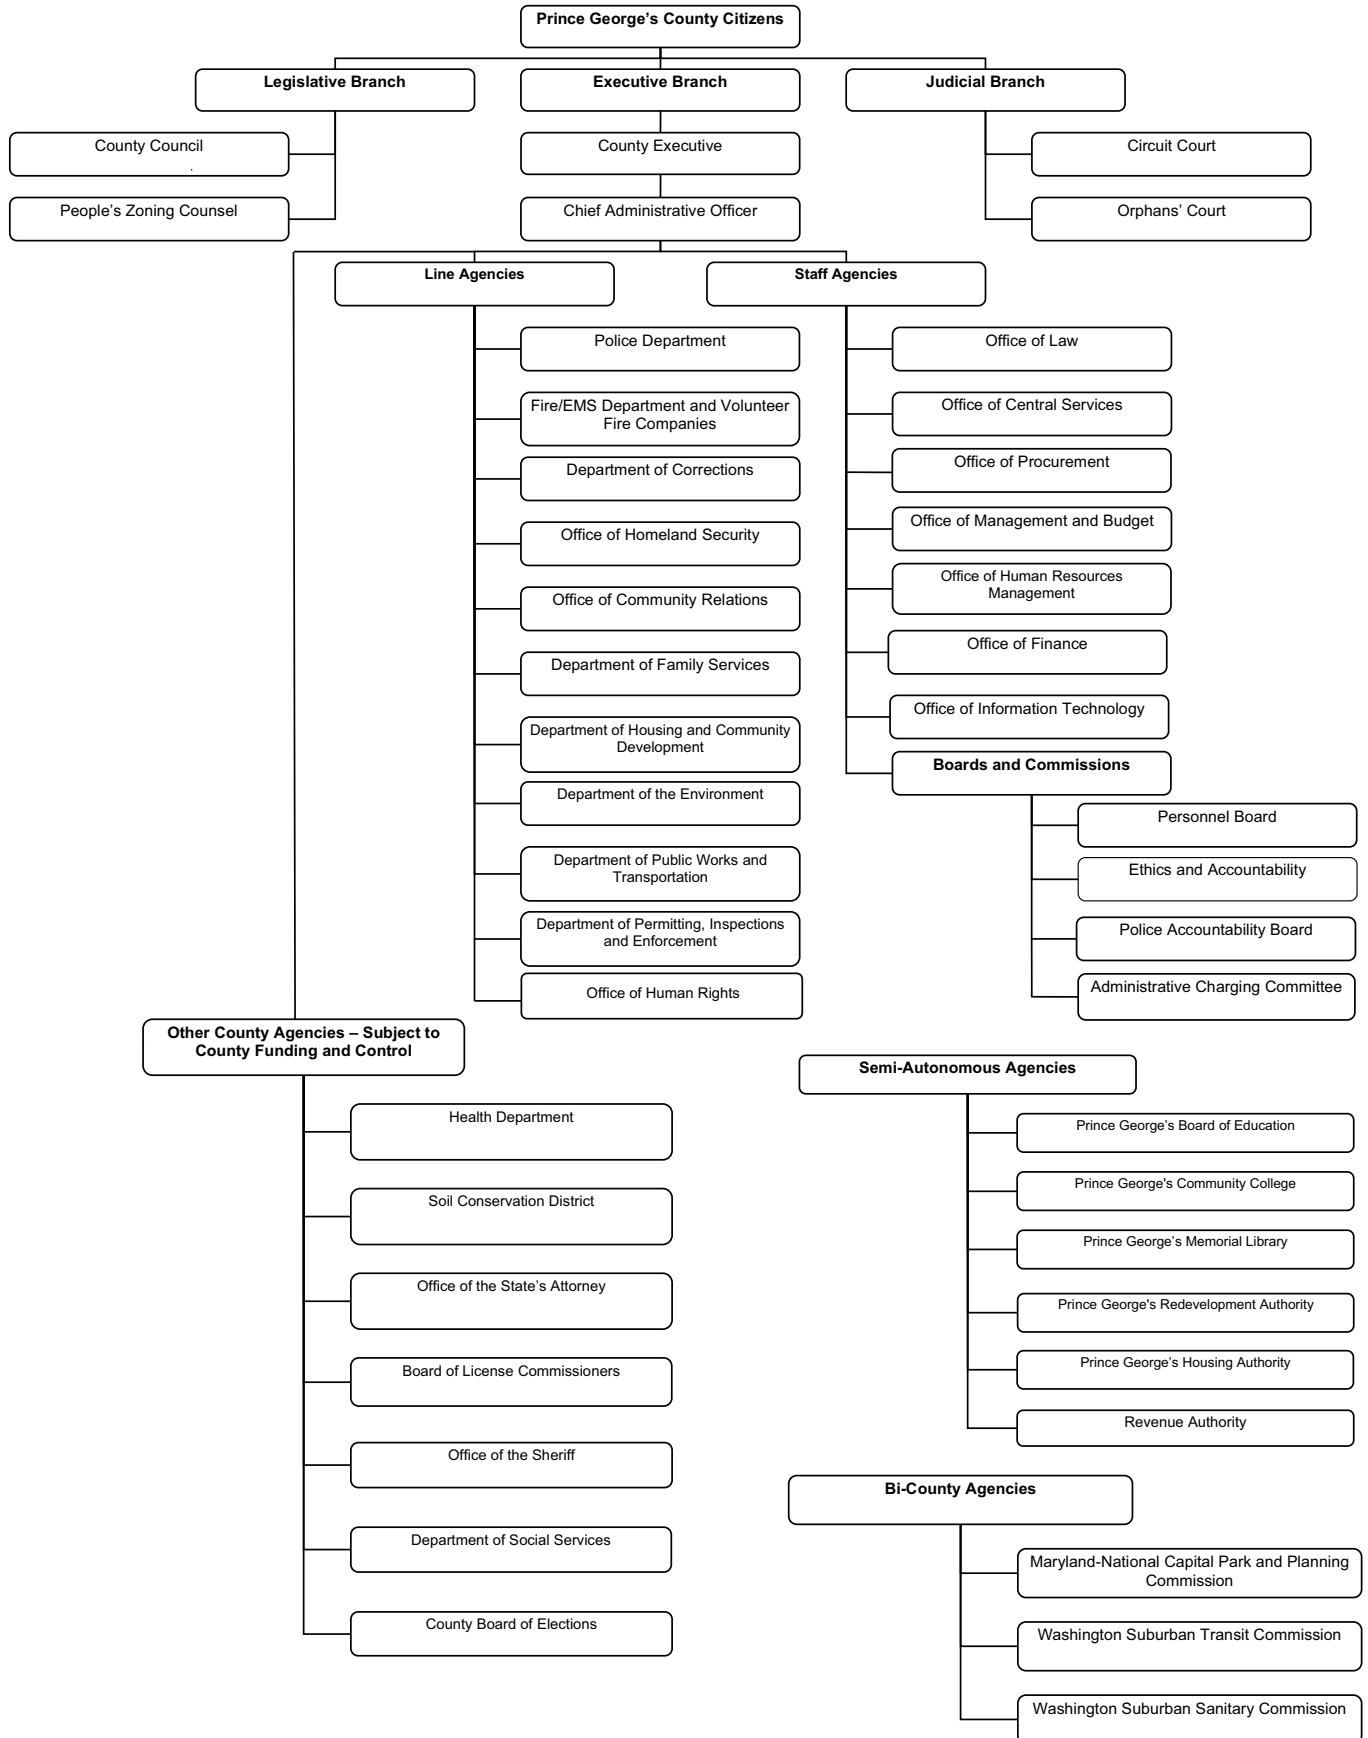 Prince George’s County Citizens
Legislative Branch
Executive Branch
Judicial Branch
County Council
.
County Executive
Circuit Court
People’s Zoning Counsel
Chief Administrative Officer
Orphans’ Court
Line Agencies
Staff Agencies
Police Department
Fire/EMS Department and Volunteer
Fire Companies
Department of Corrections
Office of Homeland Security
Office of Community Relations
Department of Family Services
Department of Housing and Community
Development
Department of the Environment
Department of Public Works and
Transportation
Department of Permitting, Inspections
and Enforcement
Office of Human Rights
Office of Law
Office of Central Services
Office of Procurement
Office of Management and Budget
Office of Human Resources
Management
Office of Finance
Office of Information Technology
Boards and Commissions
Personnel Board
Ethics and Accountability
Police Accountability Board
Administrative Charging Committee
Other County Agencies – Subject to
County Funding and Control
Health Department
Soil Conservation District
Office of the State’s Attorney
Board of License Commissioners
Office of the Sheriff
Department of Social Services
County Board of Elections
Semi-Autonomous Agencies
Prince George’s Board of Education
Prince George's Community College
Prince George’s Memorial Library
Prince George's Redevelopment Authority
Prince George’s Housing Authority
Revenue Authority
Bi-County Agencies
Maryland-National Capital Park and Planning
Commission
Washington Suburban Transit Commission
Washington Suburban Sanitary Commission